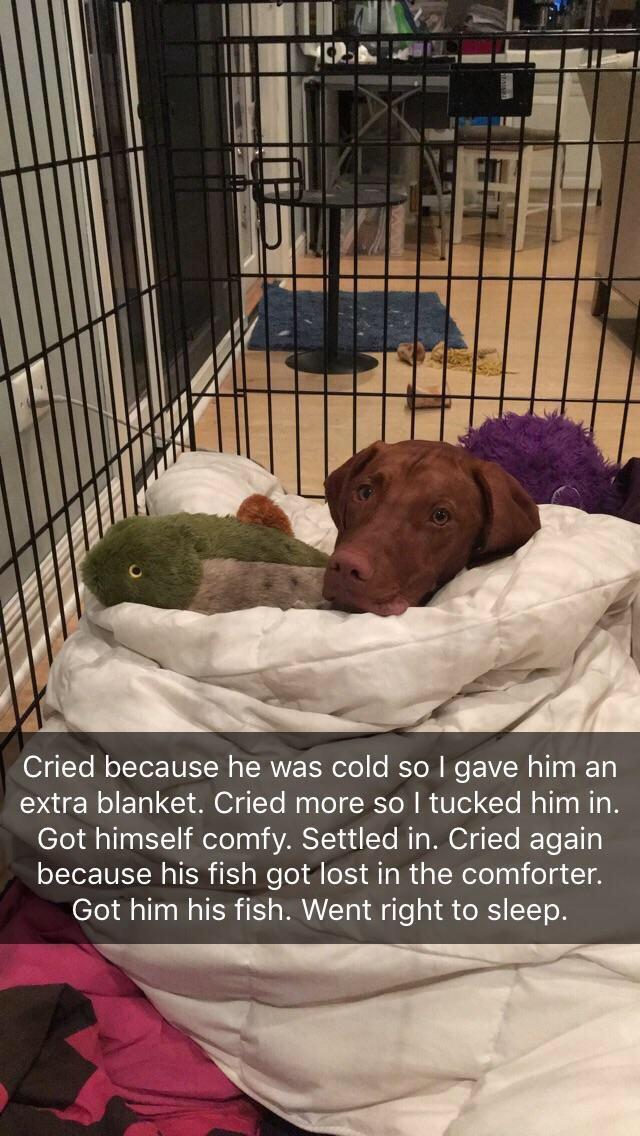 Cried because he was cold so I gave him an
extra blanket. Cried more so I tucked him in.
Got himself comfy. Settled in. Cried again
because his fish got lost in the comforter.
Got him his fish. Went right to sleep.